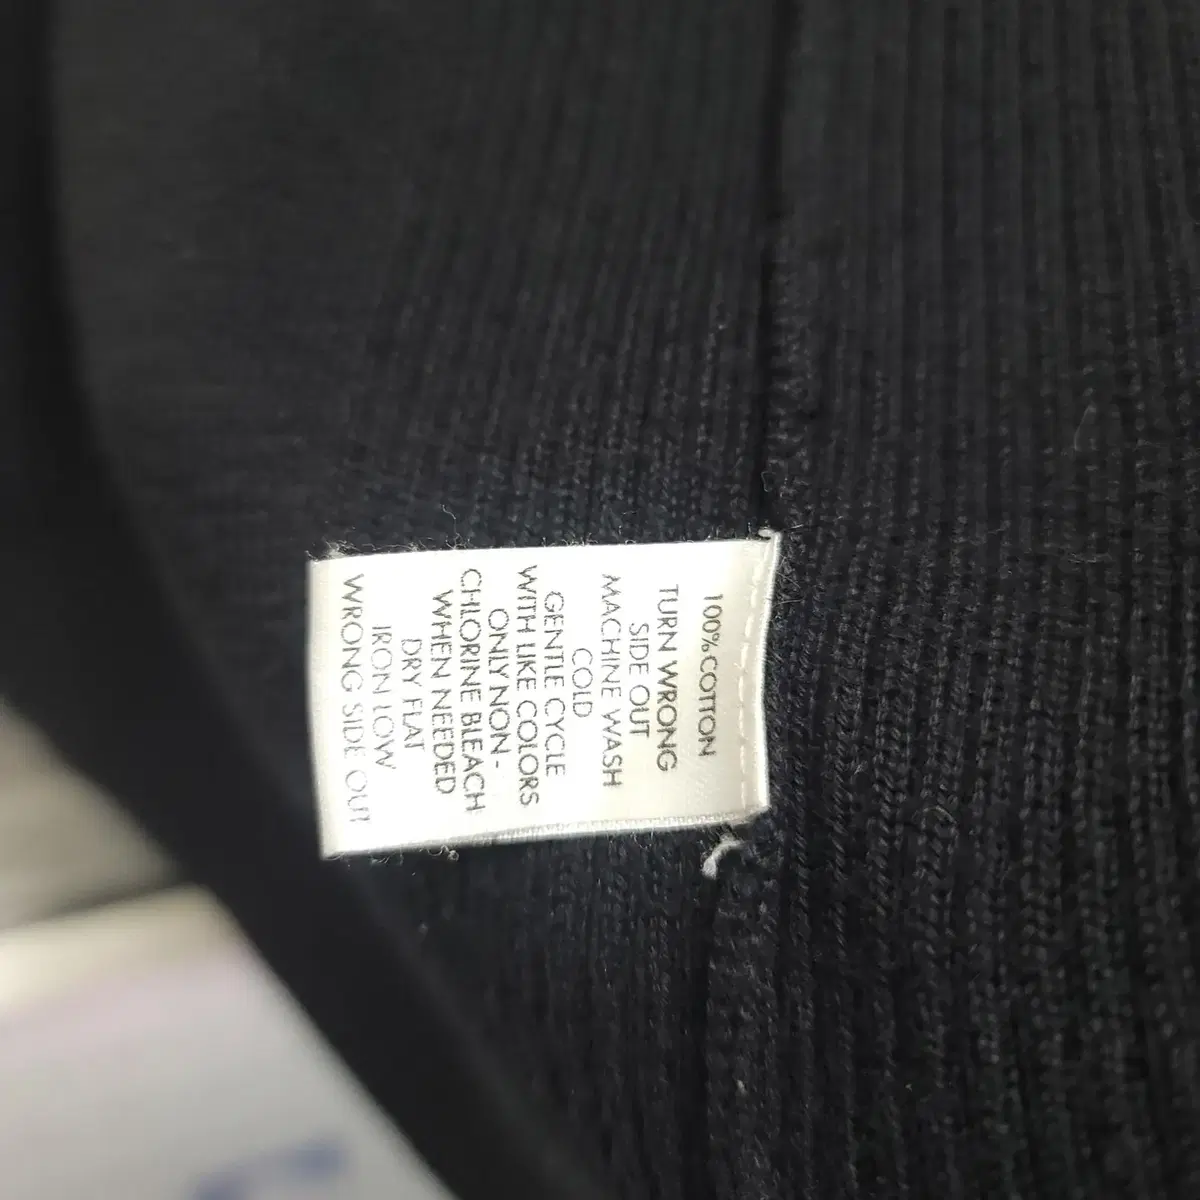 100%COTTON
TURN WRONG
SIDE OUT
MACHINE WASH
COLD
GENTLE CYCLE
WITH LIKE COLORS
ONLY NON-
CHLORINE BLEACH
WHEN NEEDED
DRY FLAT
IRON LOW
WRONG SIDE OUT